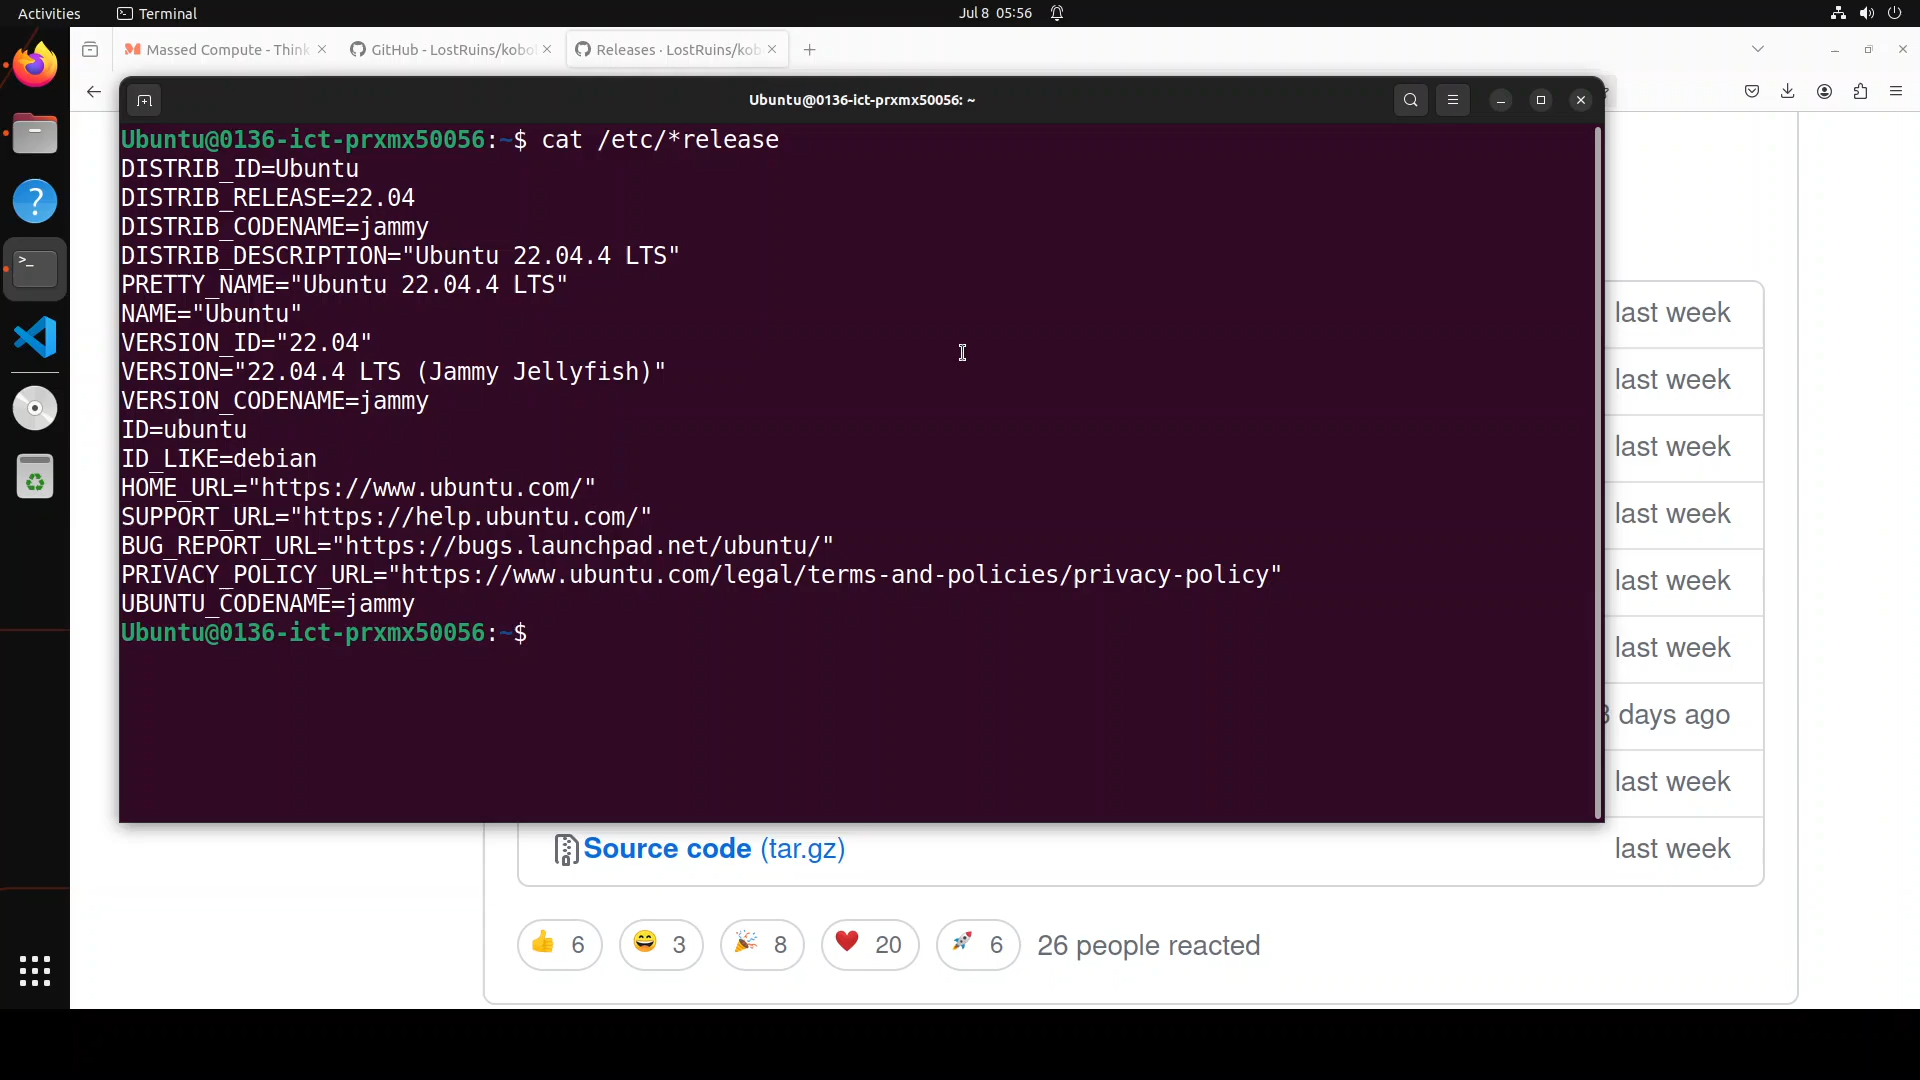 Activities
Terminal
Jul 8 05:56
Massed Compute - Think
GitHub - LostRuins/kobol
Releases · LostRuins/kob
Ubuntu@0136-ict-prxmx50056: ~
Ubuntu@0136-ict-prxmx50056:~$ cat /etc/*release
DISTRIB_ID=Ubuntu
DISTRIB_RELEASE=22.04
DISTRIB_CODENAME=jammy
DISTRIB_DESCRIPTION="Ubuntu 22.04.4 LTS"
PRETTY_NAME="Ubuntu 22.04.4 LTS"
NAME="Ubuntu"
VERSION_ID="22.04"
VERSION="22.04.4 LTS (Jammy Jellyfish)"
VERSION_CODENAME=jammy
ID=ubuntu
ID_LIKE=debian
HOME_URL="https://www.ubuntu.com/"
SUPPORT_URL="https://help.ubuntu.com/"
BUG_REPORT_URL="https://bugs.launchpad.net/ubuntu/"
PRIVACY_POLICY_URL="https://www.ubuntu.com/legal/terms-and-policies/privacy-policy"
UBUNTU_CODENAME=jammy
Ubuntu@0136-ict-prxmx50056:~$
last week
last week
last week
last week
last week
last week
3 days ago
last week
Source code (tar.gz) last week
6 3 8 20 6 26 people reacted